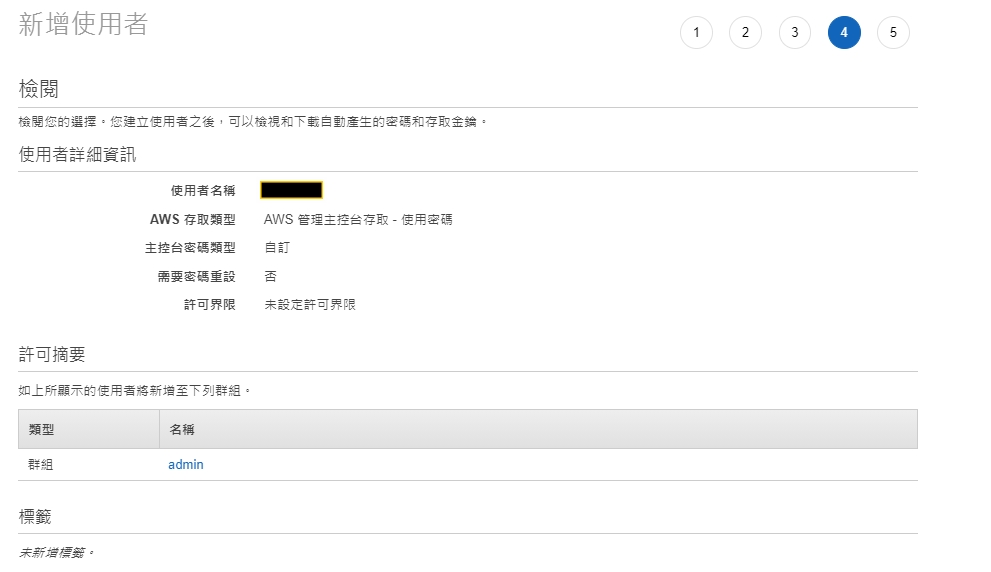 新增使用者
1 2 3 4 5
檢閱
檢閱您的選擇。您建立使用者之後，可以檢視和下載自動產生的密碼和存取金鑰。
使用者詳細資訊
使用者名稱
AWS 存取類型 AWS 管理主控台存取 - 使用密碼
主控台密碼類型 自訂
需要密碼重設 否
許可界限 未設定許可界限
許可摘要
如上所顯示的使用者將新增至下列群組。
類型 名稱
群組 admin
標籤
未新增標籤。